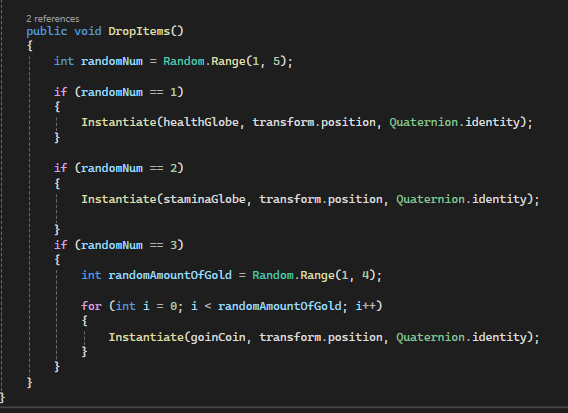 2 references
public void DropItems()
{
int randomNum = Random.Range(1, 5);
if (randomNum == 1)
{
Instantiate(healthGlobe, transform.position, Quaternion.identity);
}
if (randomNum == 2)
{
Instantiate(staminaGlobe, transform.position, Quaternion.identity);
}
if (randomNum == 3)
{
int randomAmountOfGold = Random.Range(1, 4);
for (int i = 0; i < randomAmountOfGold; i++)
{
Instantiate(goinCoin, transform.position, Quaternion.identity);
}
}
}
}